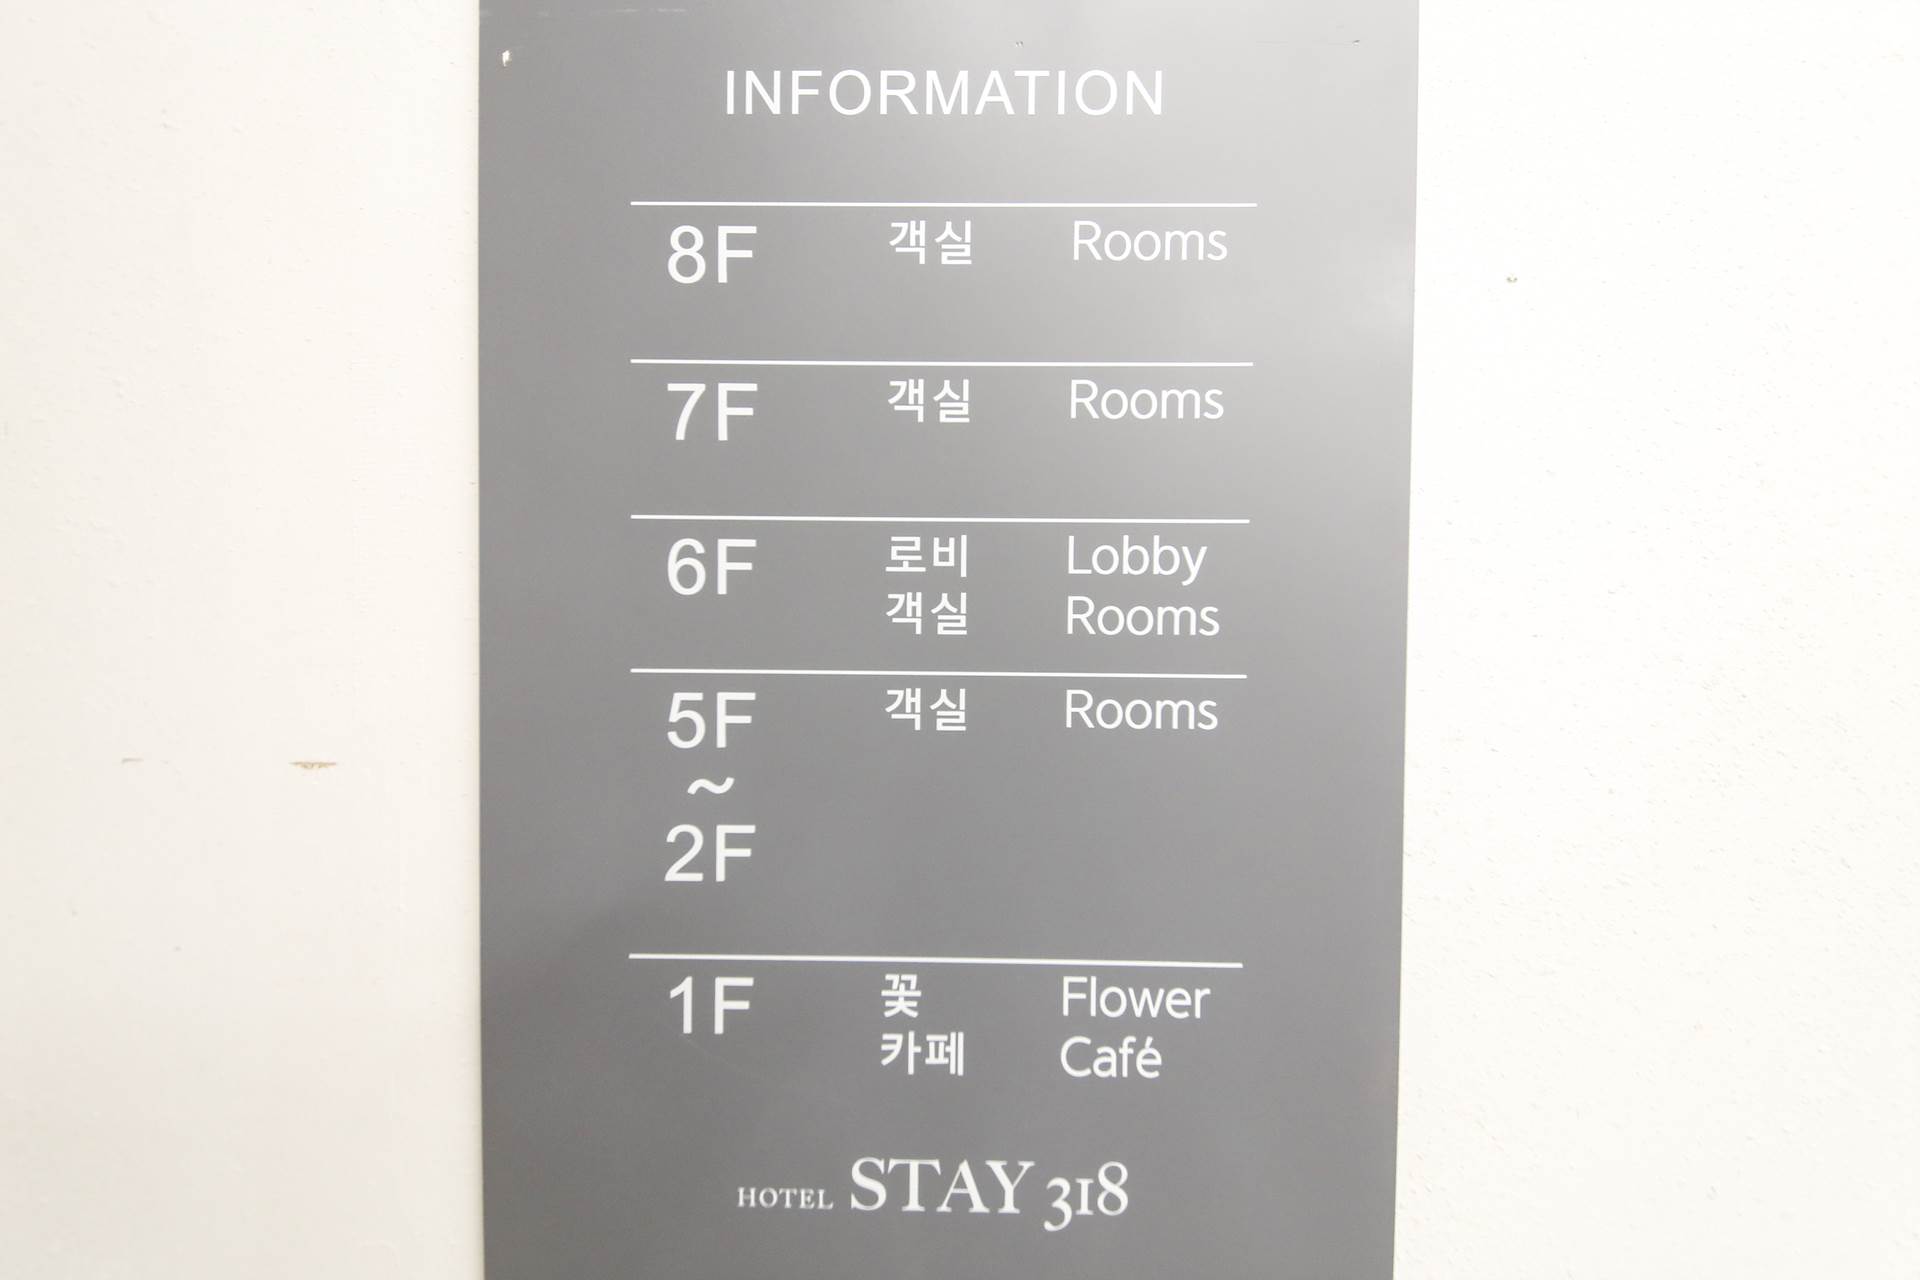 INFORMATION
8F 객실 Rooms
7F 객실 Rooms
6F 로비 Lobby
객실 Rooms
5F 객실 Rooms
~
2F
1F 꽃 Flower
카페 Café
HOTEL STAY 318